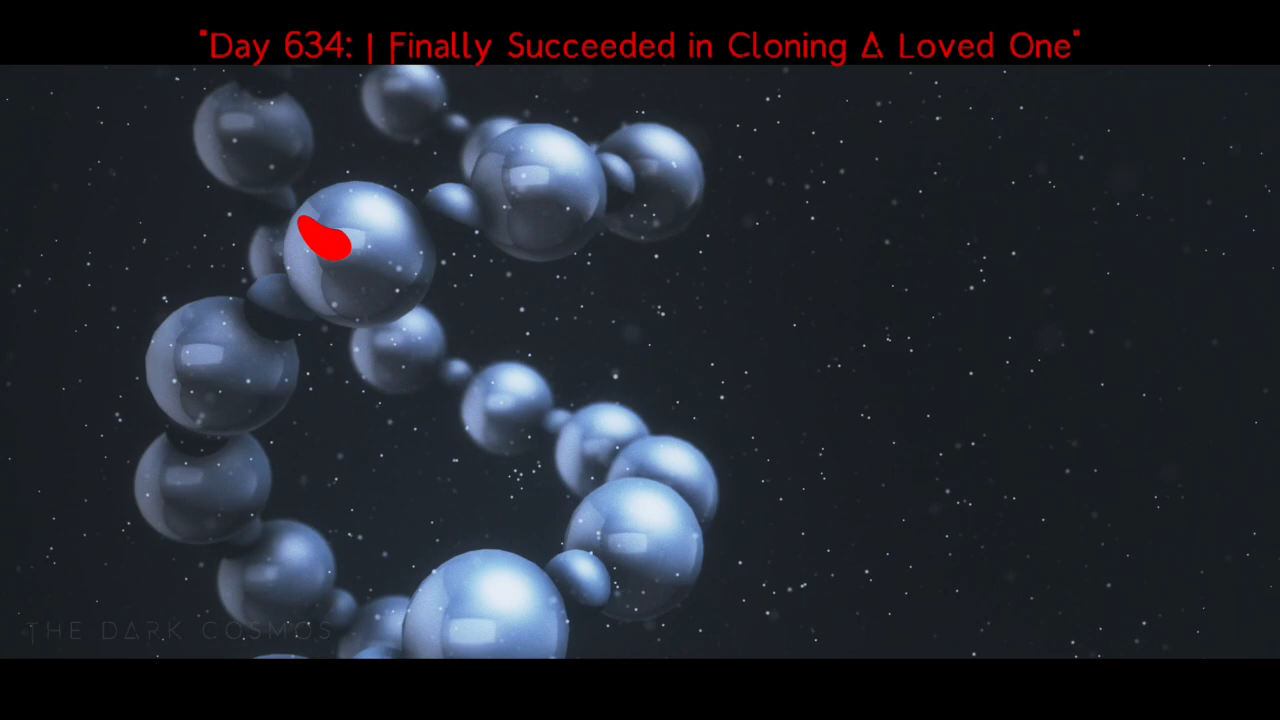 "Day 634: I Finally Succeeded in Cloning A Loved One"
THE DARK COSMOS